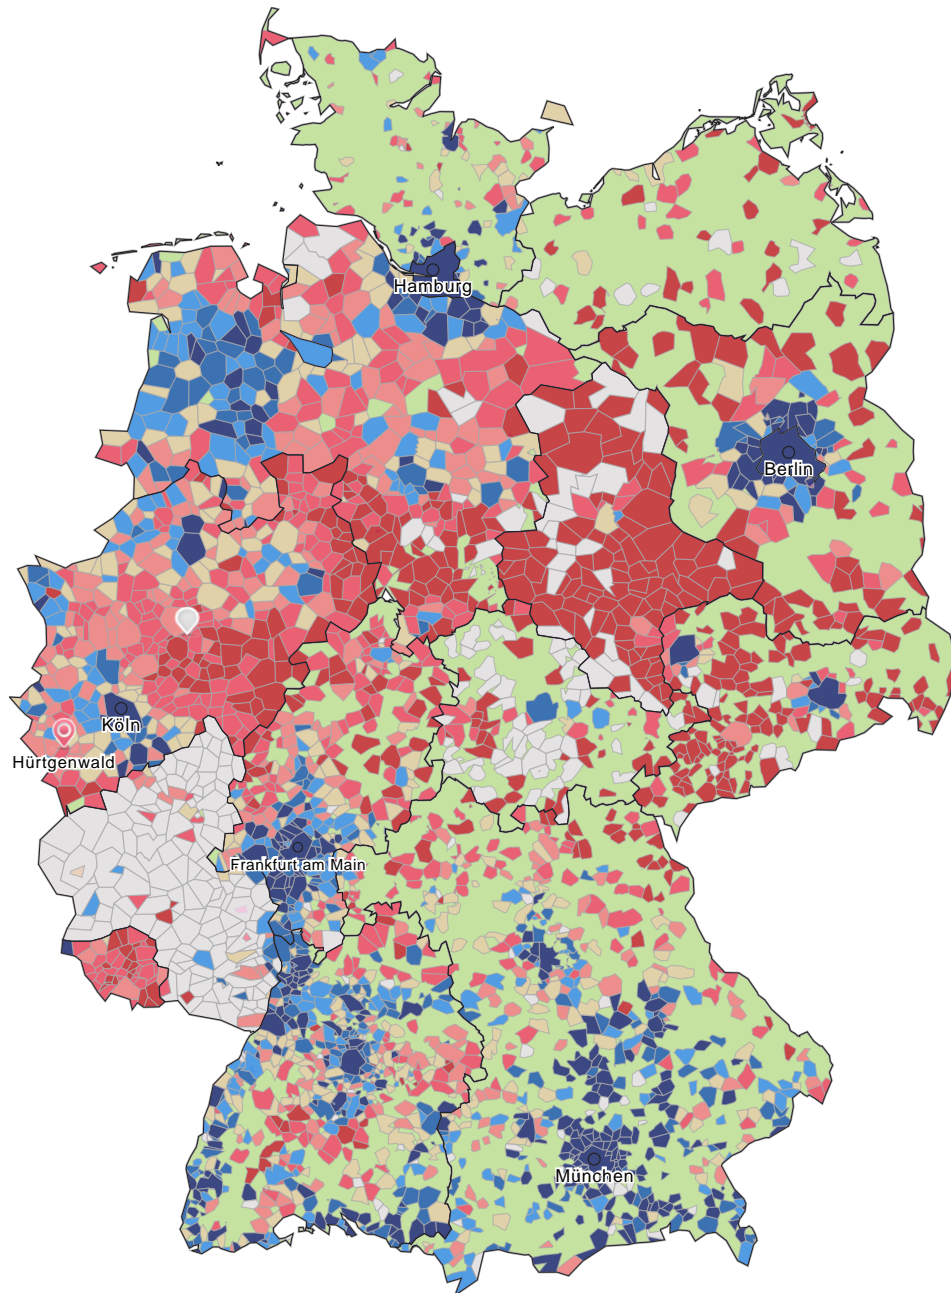 Hamburg
Berlin
Köln
Hürtgenwald
Frankfurt am Main
München